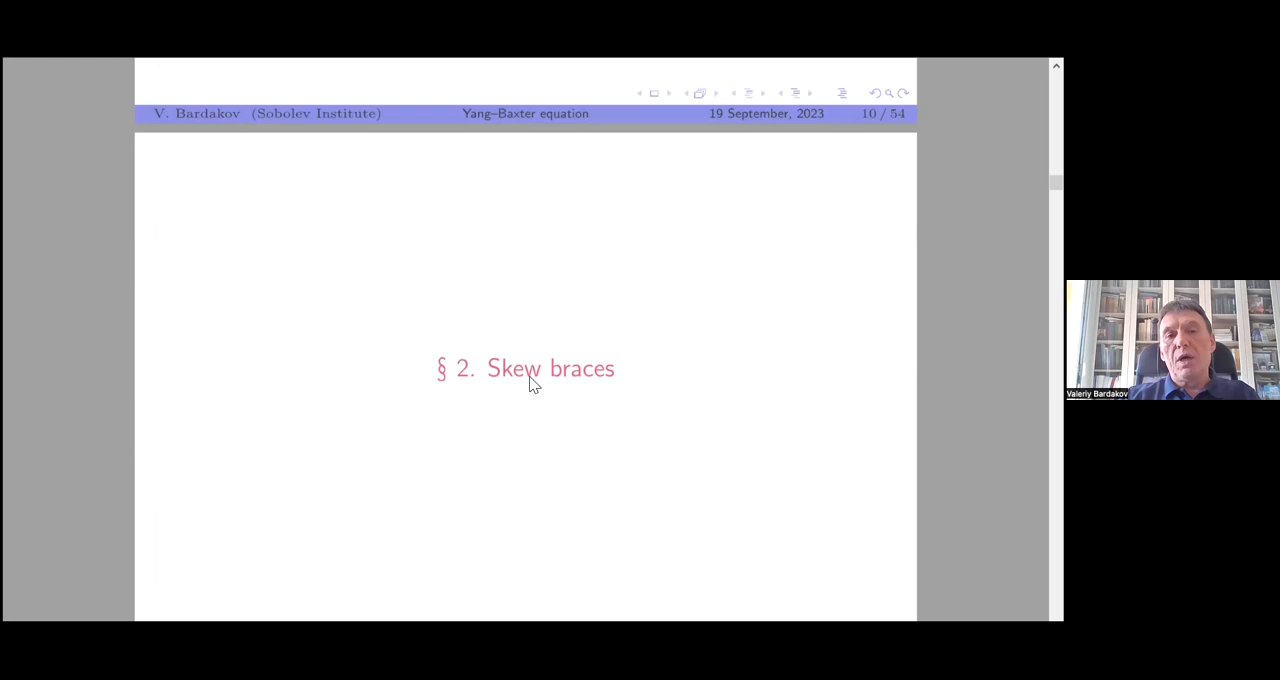 V. Bardakov (Sobolev Institute) Yang–Baxter equation 19 September, 2023 10 / 54
§ 2. Skew braces
Valeriy Bardakov